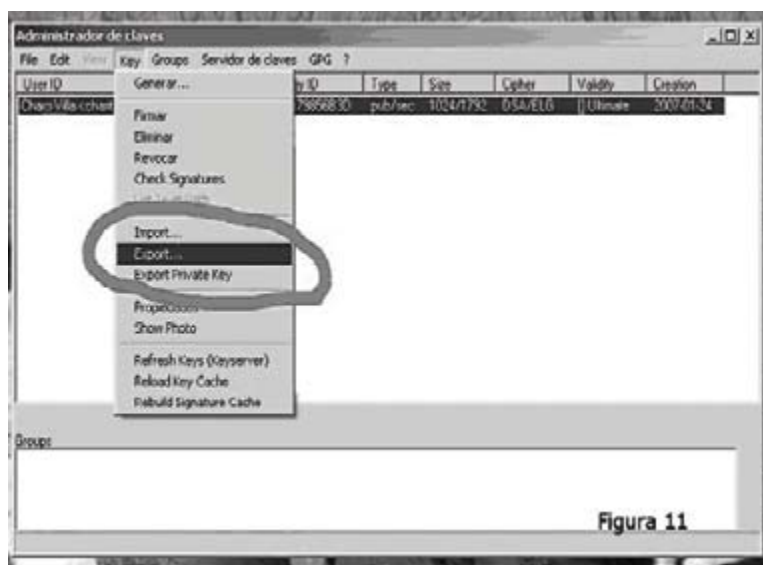 Administrador de claves
File Edit View Key Groups Servidor de claves GPG ?
User ID Type Size Cipher Validity Creation
pub/sec 1024/1792 DSA/ELG [] Ultimate 2007-01-24
Generar...
Firmar
Eliminar
Revocar
Check Signatures
Import...
Export...
Export Private Key
Propiedades
Show Photo
Refresh Keys (Keyserver)
Reload Key Cache
Rebuild Signature Cache
Groups
Figura 11